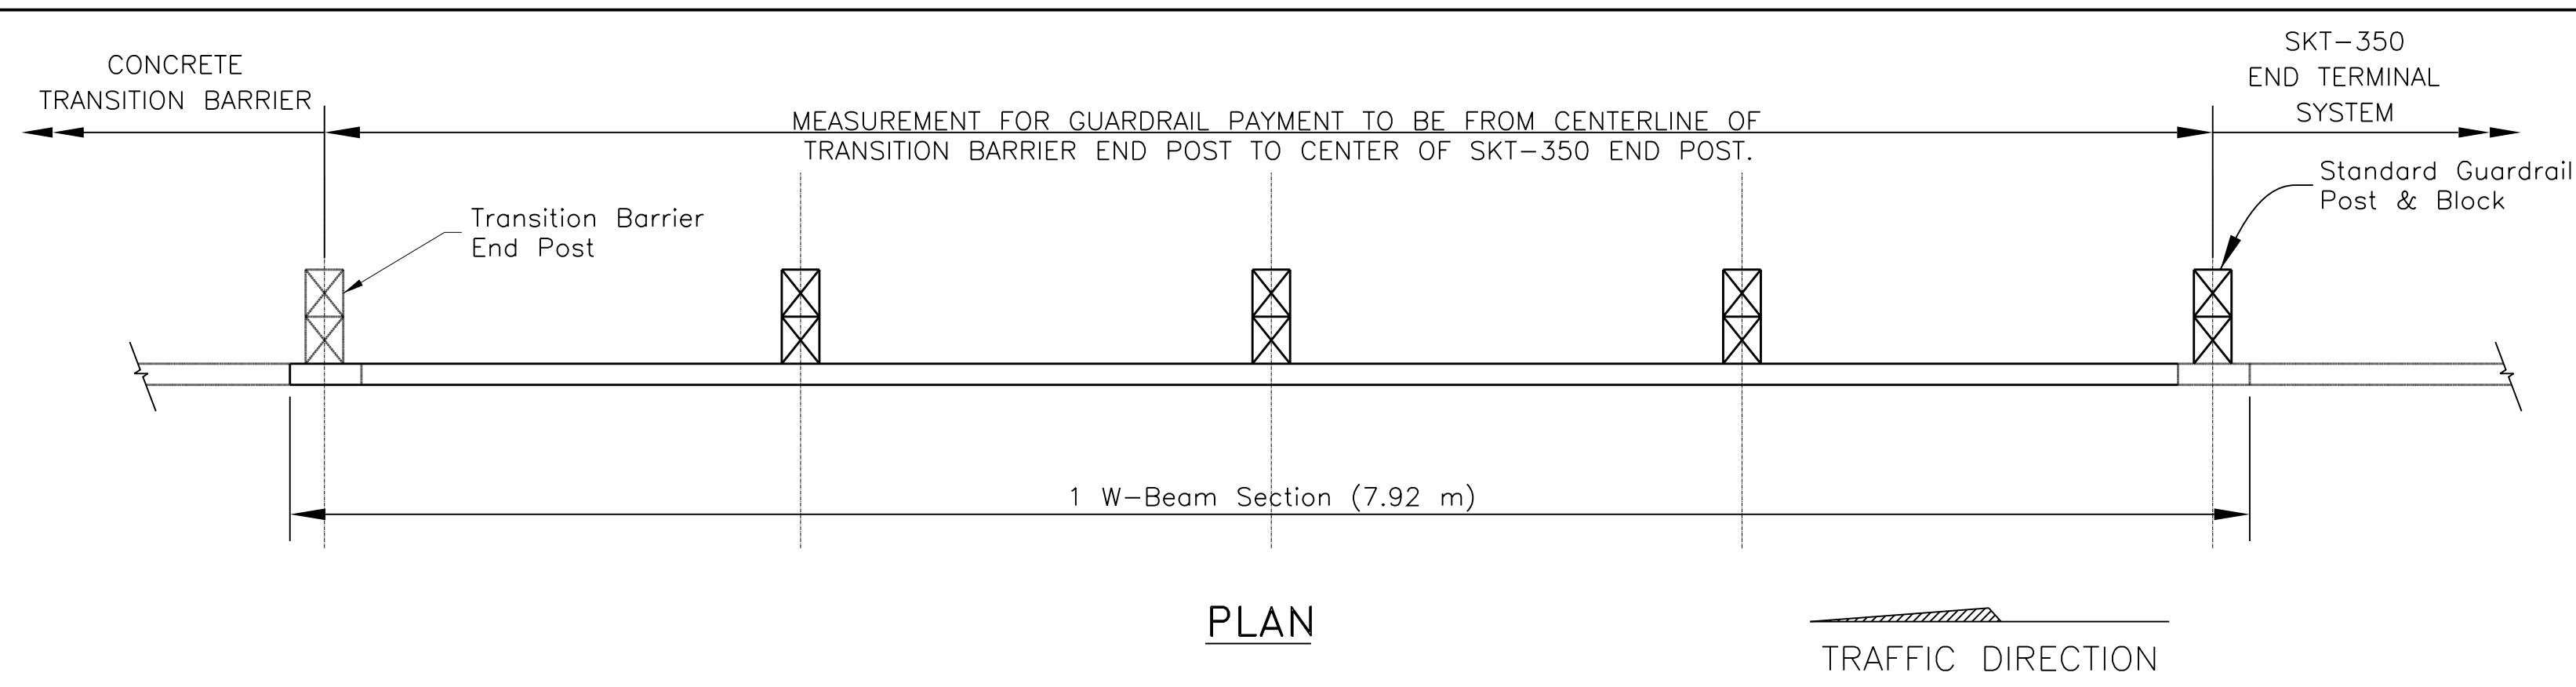 CONCRETE
TRANSITION BARRIER
MEASUREMENT FOR GUARDRAIL PAYMENT TO BE FROM CENTERLINE OF
TRANSITION BARRIER END POST TO CENTER OF SKT-350 END POST.
SKT-350
END TERMINAL
SYSTEM
Transition Barrier
End Post
Standard Guardrail
Post & Block
1 W-Beam Section (7.92 m)
PLAN
TRAFFIC DIRECTION